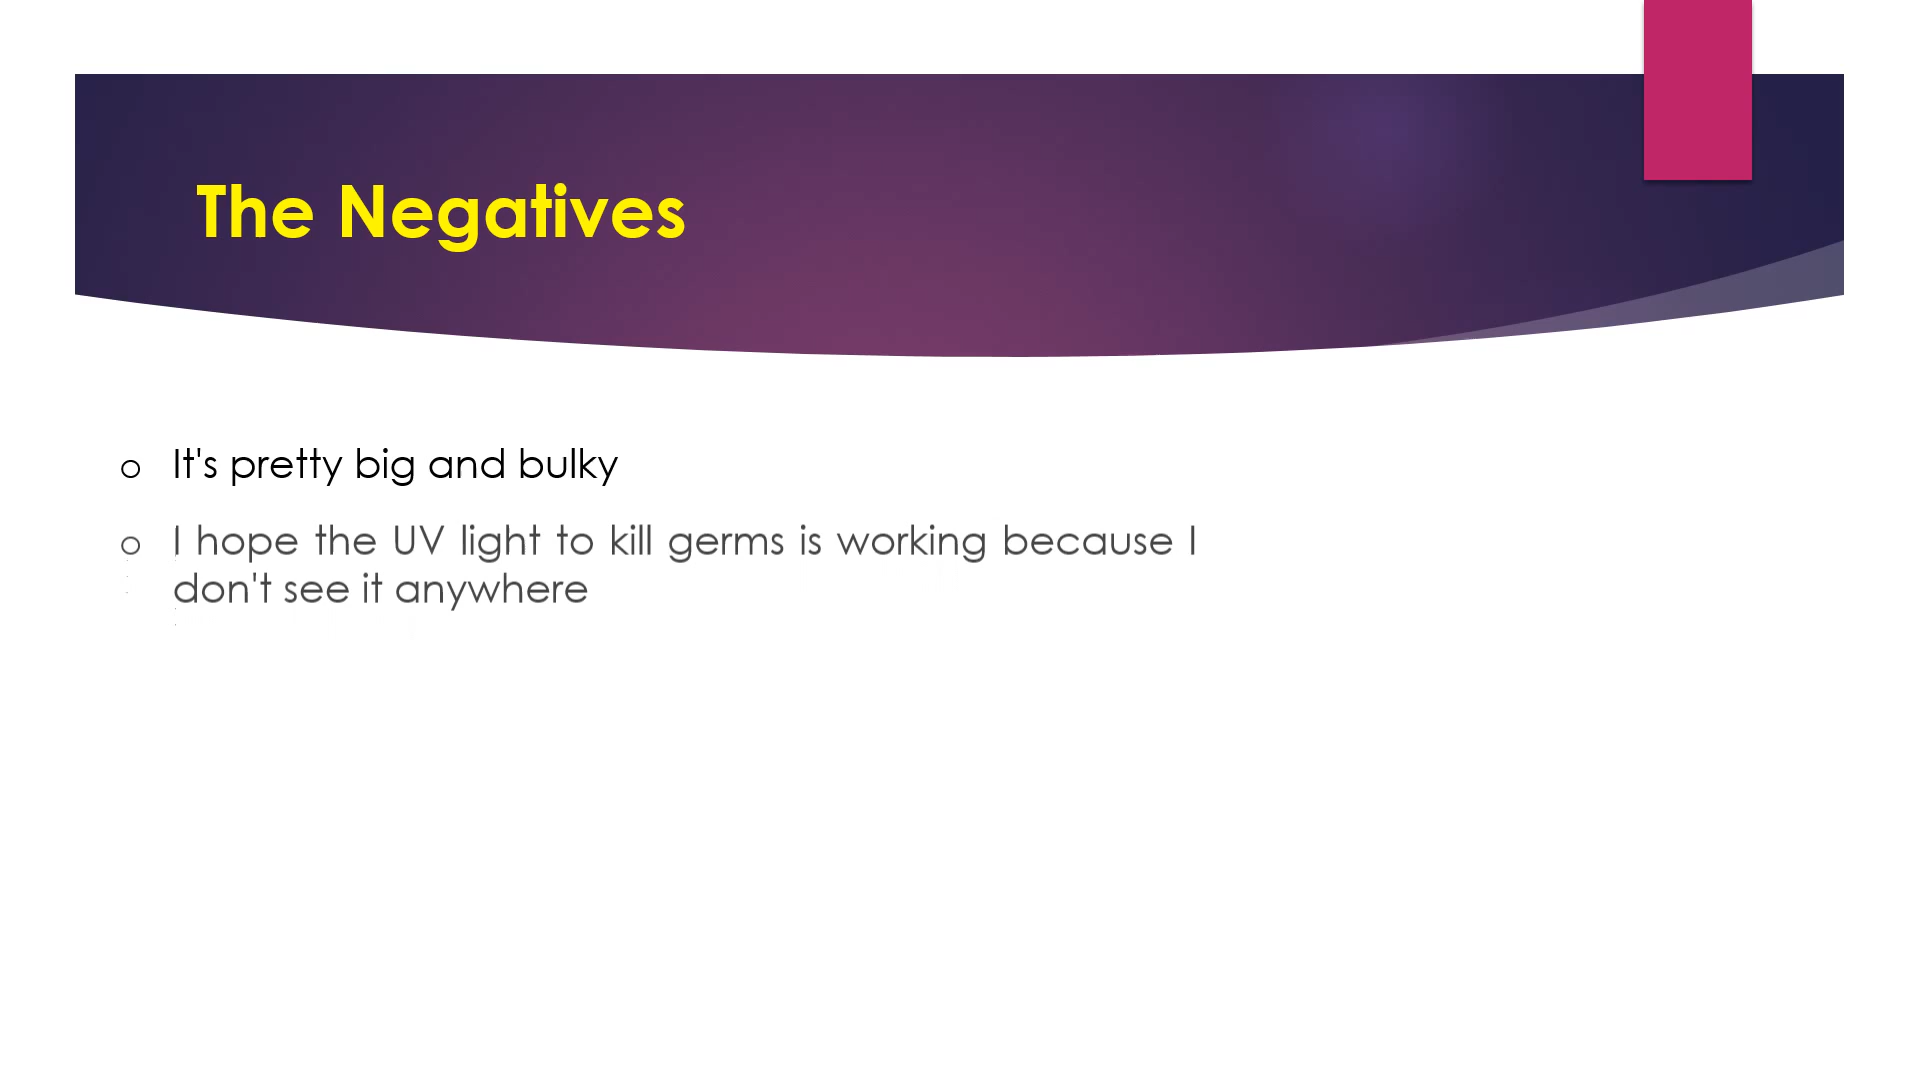 The Negatives
o It's pretty big and bulky
o I hope the UV light to kill germs is working because I
don't see it anywhere